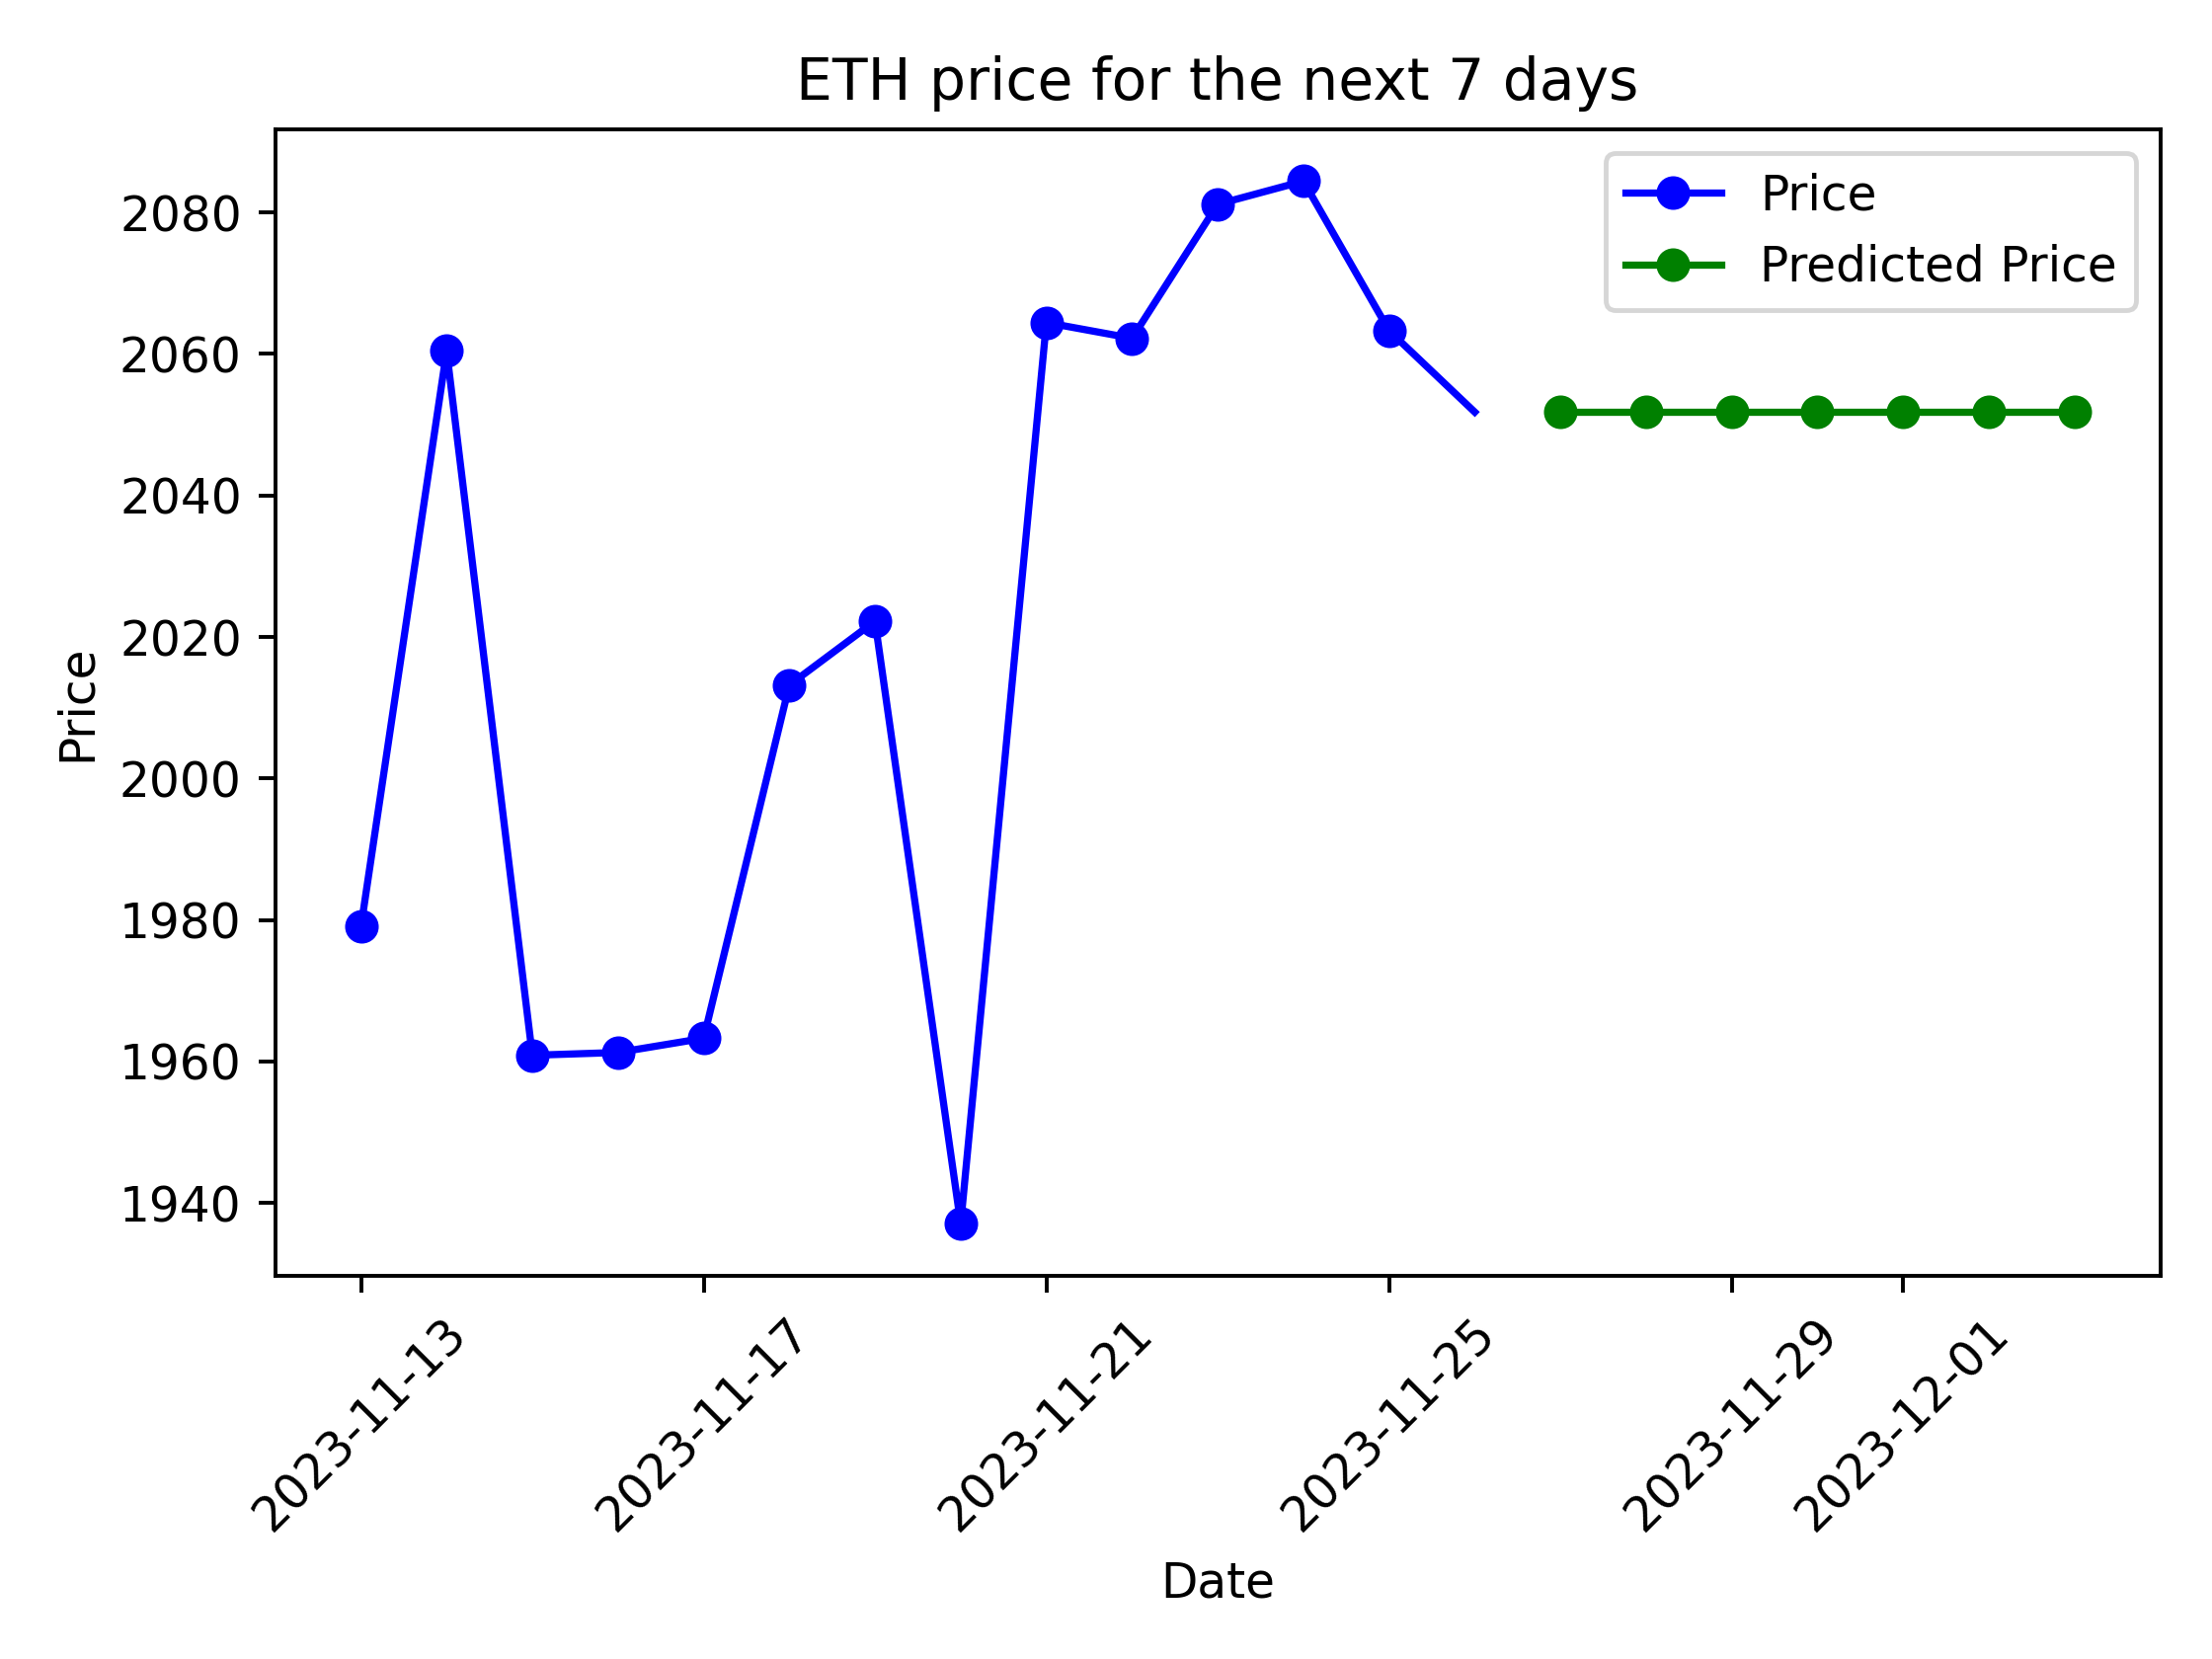 ETH price for the next 7 days
Price
Predicted Price
2080
2060
2040
2020
2000
1980
1960
1940
Price
2023-11-13
2023-11-17
2023-11-21
2023-11-25
2023-11-29
2023-12-01
Date